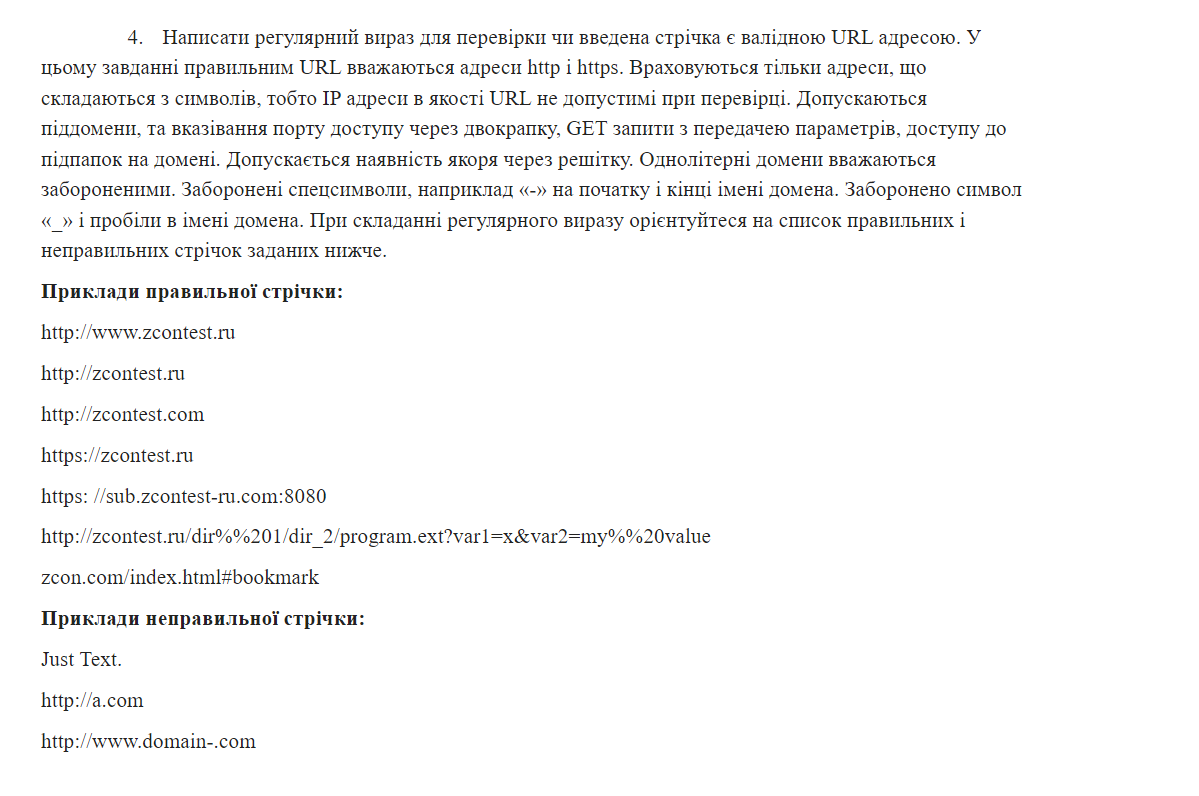 4. Написати регулярний вираз для перевірки чи введена стрічка є валідною URL адресою. У
цьому завданні правильним URL вважаються адреси http і https. Враховуються тільки адреси, що
складаються з символів, тобто IP адреси в якості URL не допустимі при перевірці. Допускаються
піддомени, та вказівання порту доступу через двокрапку, GET запити з передачею параметрів, доступу до
підпапок на домені. Допускається наявність якоря через решітку. Однолітерні домени вважаються
забороненими. Заборонені спецсимволи, наприклад «-» на початку і кінці імені домена. Заборонено символ
«_» і пробіли в імені домена. При складанні регулярного виразу орієнтуйтеся на список правильних і
неправильних стрічок заданих нижче.
Приклади правильної стрічки:
http://www.zcontest.ru
http://zcontest.ru
http://zcontest.com
https://zcontest.ru
https: //sub.zcontest-ru.com:8080
http://zcontest.ru/dir%%201/dir_2/program.ext?var1=x&var2=my%%20value
zcon.com/index.html#bookmark
Приклади неправильної стрічки:
Just Text.
http://a.com
http://www.domain-.com